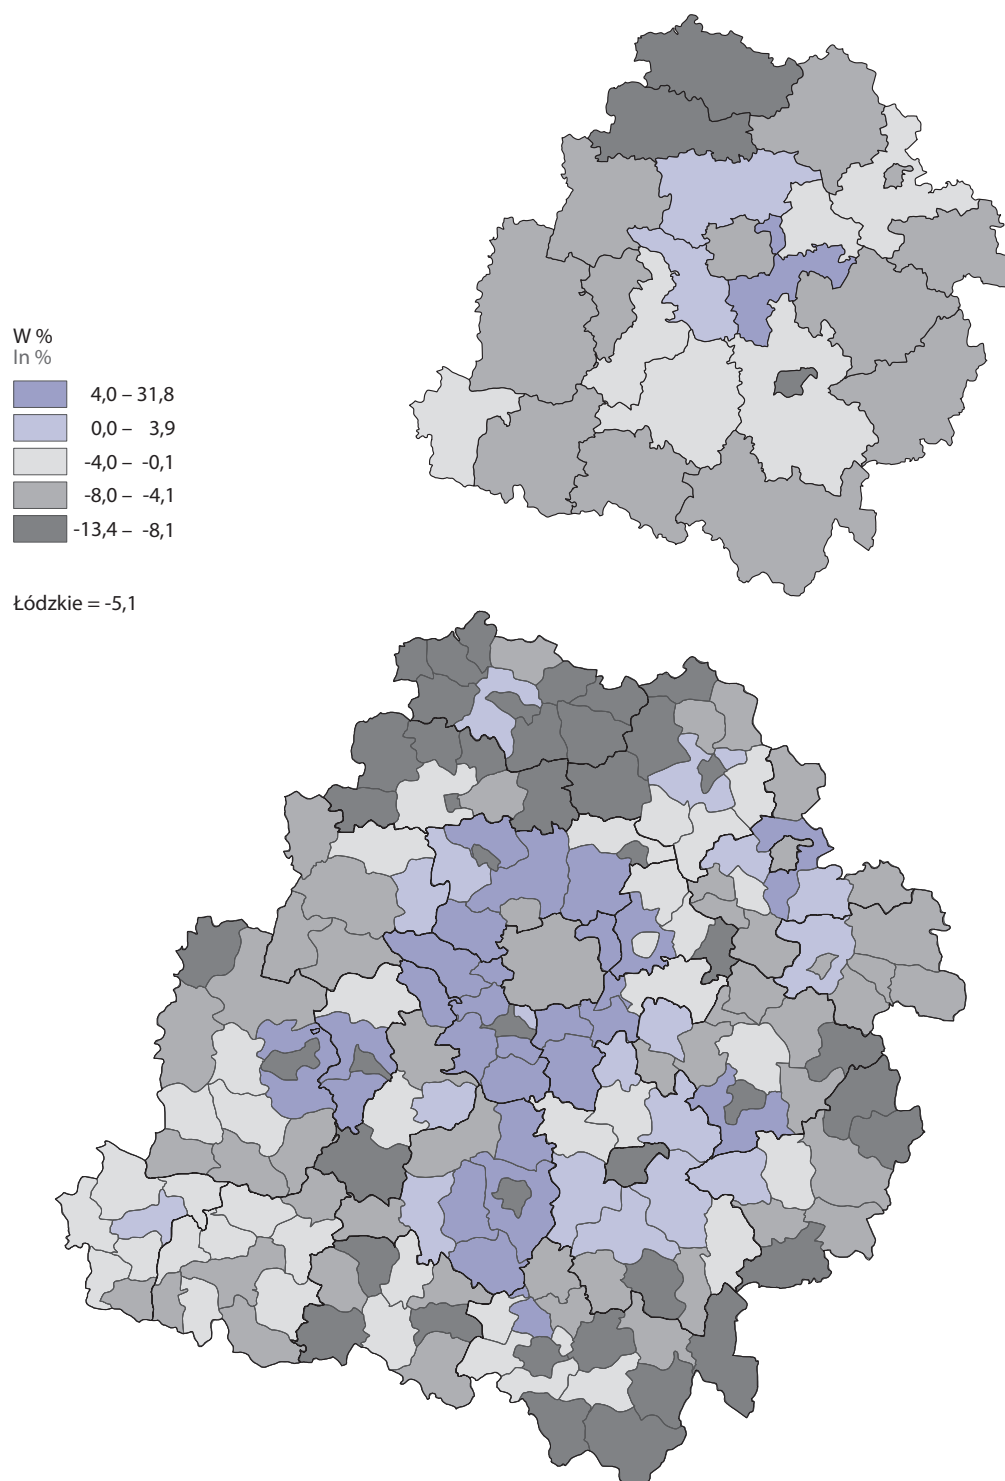 W %
In %
4,0 – 31,8
0,0 – 3,9
-4,0 – -0,1
-8,0 – -4,1
-13,4 – -8,1
Łódzkie = -5,1